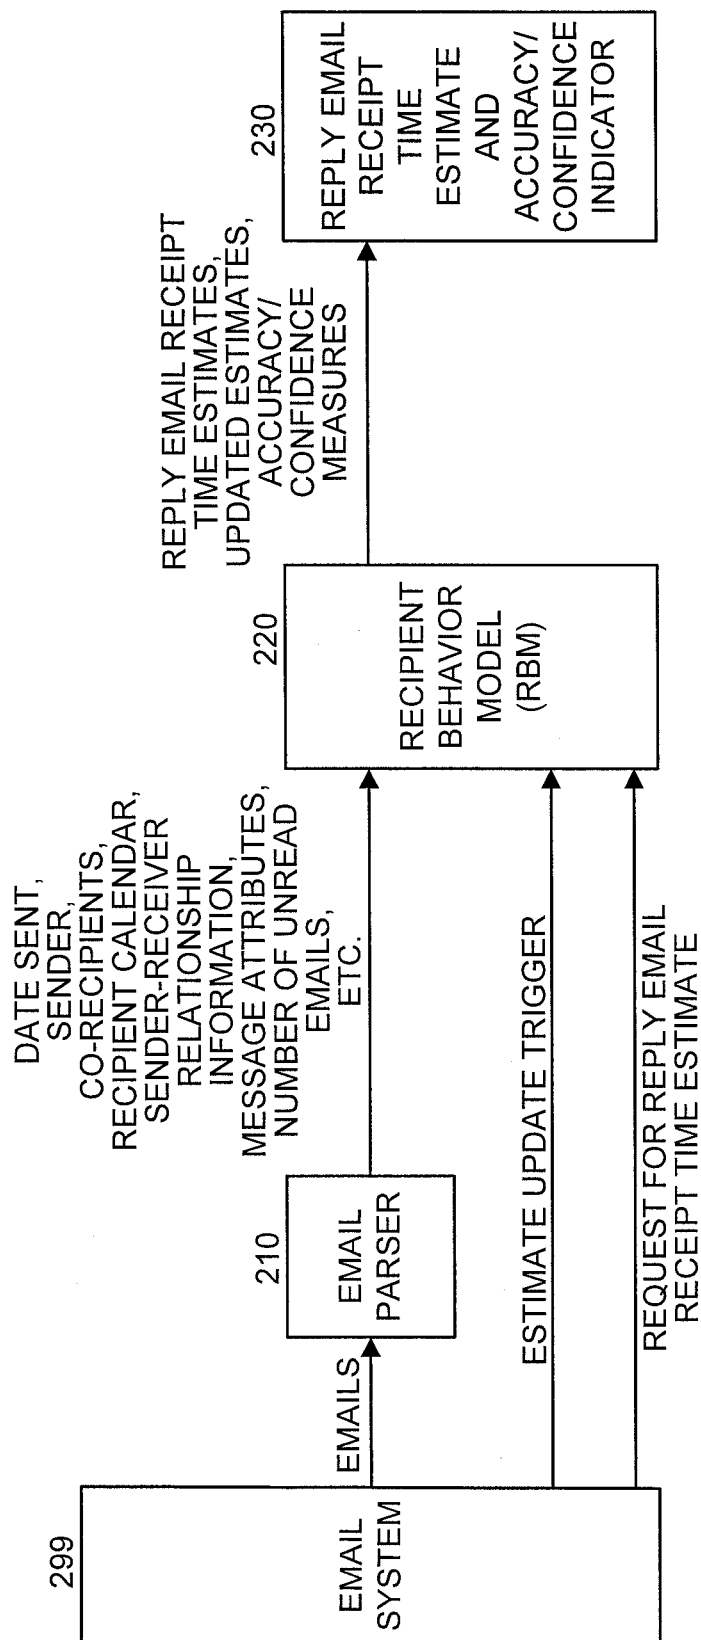 299
EMAIL
SYSTEM
EMAILS
210
EMAIL
PARSER
DATE SENT,
SENDER,
CO-RECIPIENTS,
RECIPIENT CALENDAR,
SENDER-RECEIVER
RELATIONSHIP
INFORMATION,
MESSAGE ATTRIBUTES,
NUMBER OF UNREAD
EMAILS,
ETC.
ESTIMATE UPDATE TRIGGER
REQUEST FOR REPLY EMAIL
RECEIPT TIME ESTIMATE
220
RECIPIENT
BEHAVIOR
MODEL
(RBM)
REPLY EMAIL RECEIPT
TIME ESTIMATES,
UPDATED ESTIMATES,
ACCURACY/
CONFIDENCE
MEASURES
230
REPLY EMAIL
RECEIPT
TIME
ESTIMATE
AND
ACCURACY/
CONFIDENCE
INDICATOR